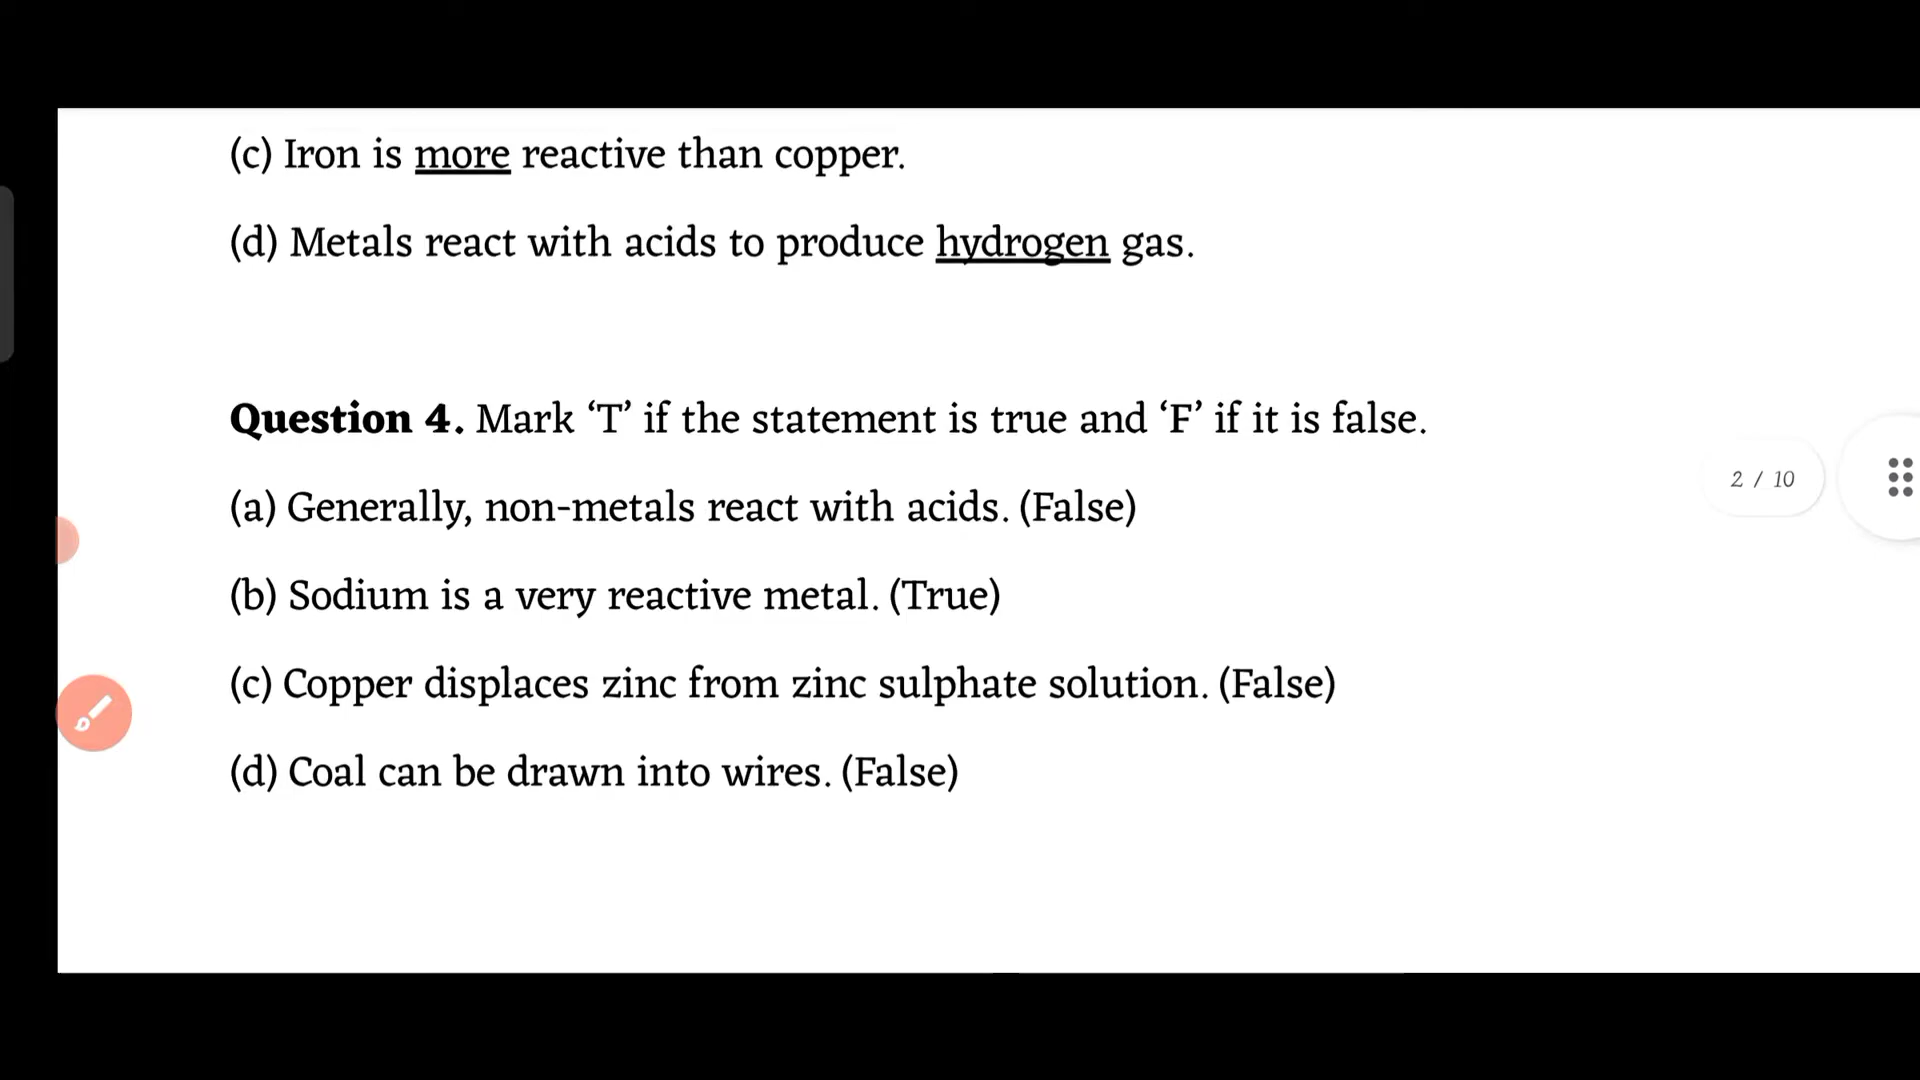 (c) Iron is more reactive than copper.
(d) Metals react with acids to produce hydrogen gas.
Question 4. Mark ‘T’ if the statement is true and ‘F’ if it is false.
2 / 10
(a) Generally, non-metals react with acids. (False)
(b) Sodium is a very reactive metal. (True)
(c) Copper displaces zinc from zinc sulphate solution. (False)
(d) Coal can be drawn into wires. (False)